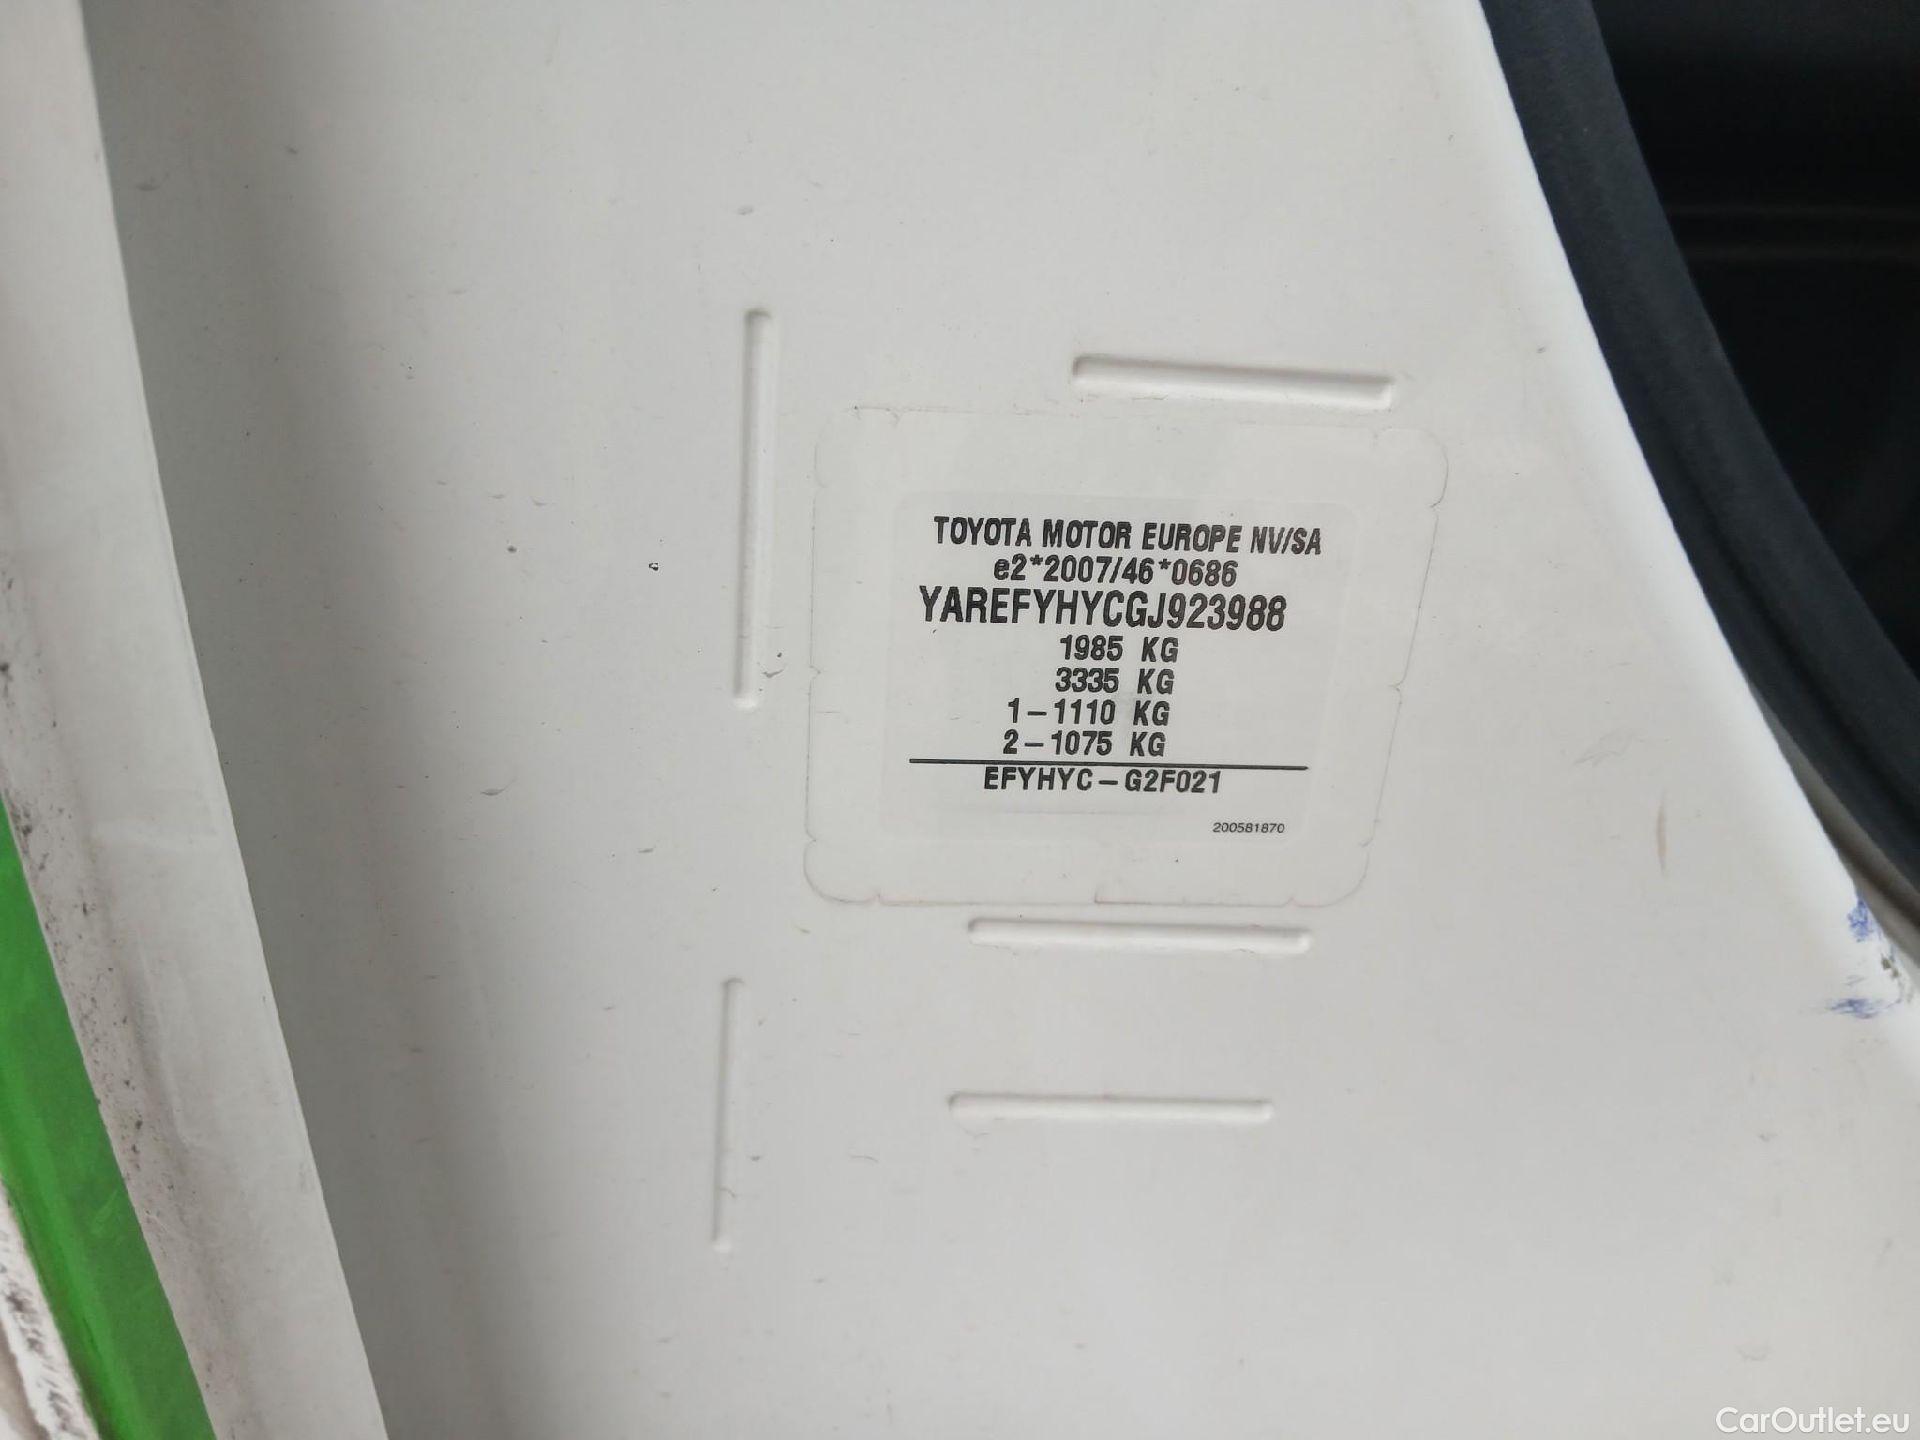 TOYOTA MOTOR EUROPE NV/SA
e2*2007/46*0686
YAREFYHYCGJ923988
1985 KG
3335 KG
1-1110 KG
2-1075 KG
EFYHYC-G2F021
200581870
CarOutlet.eu